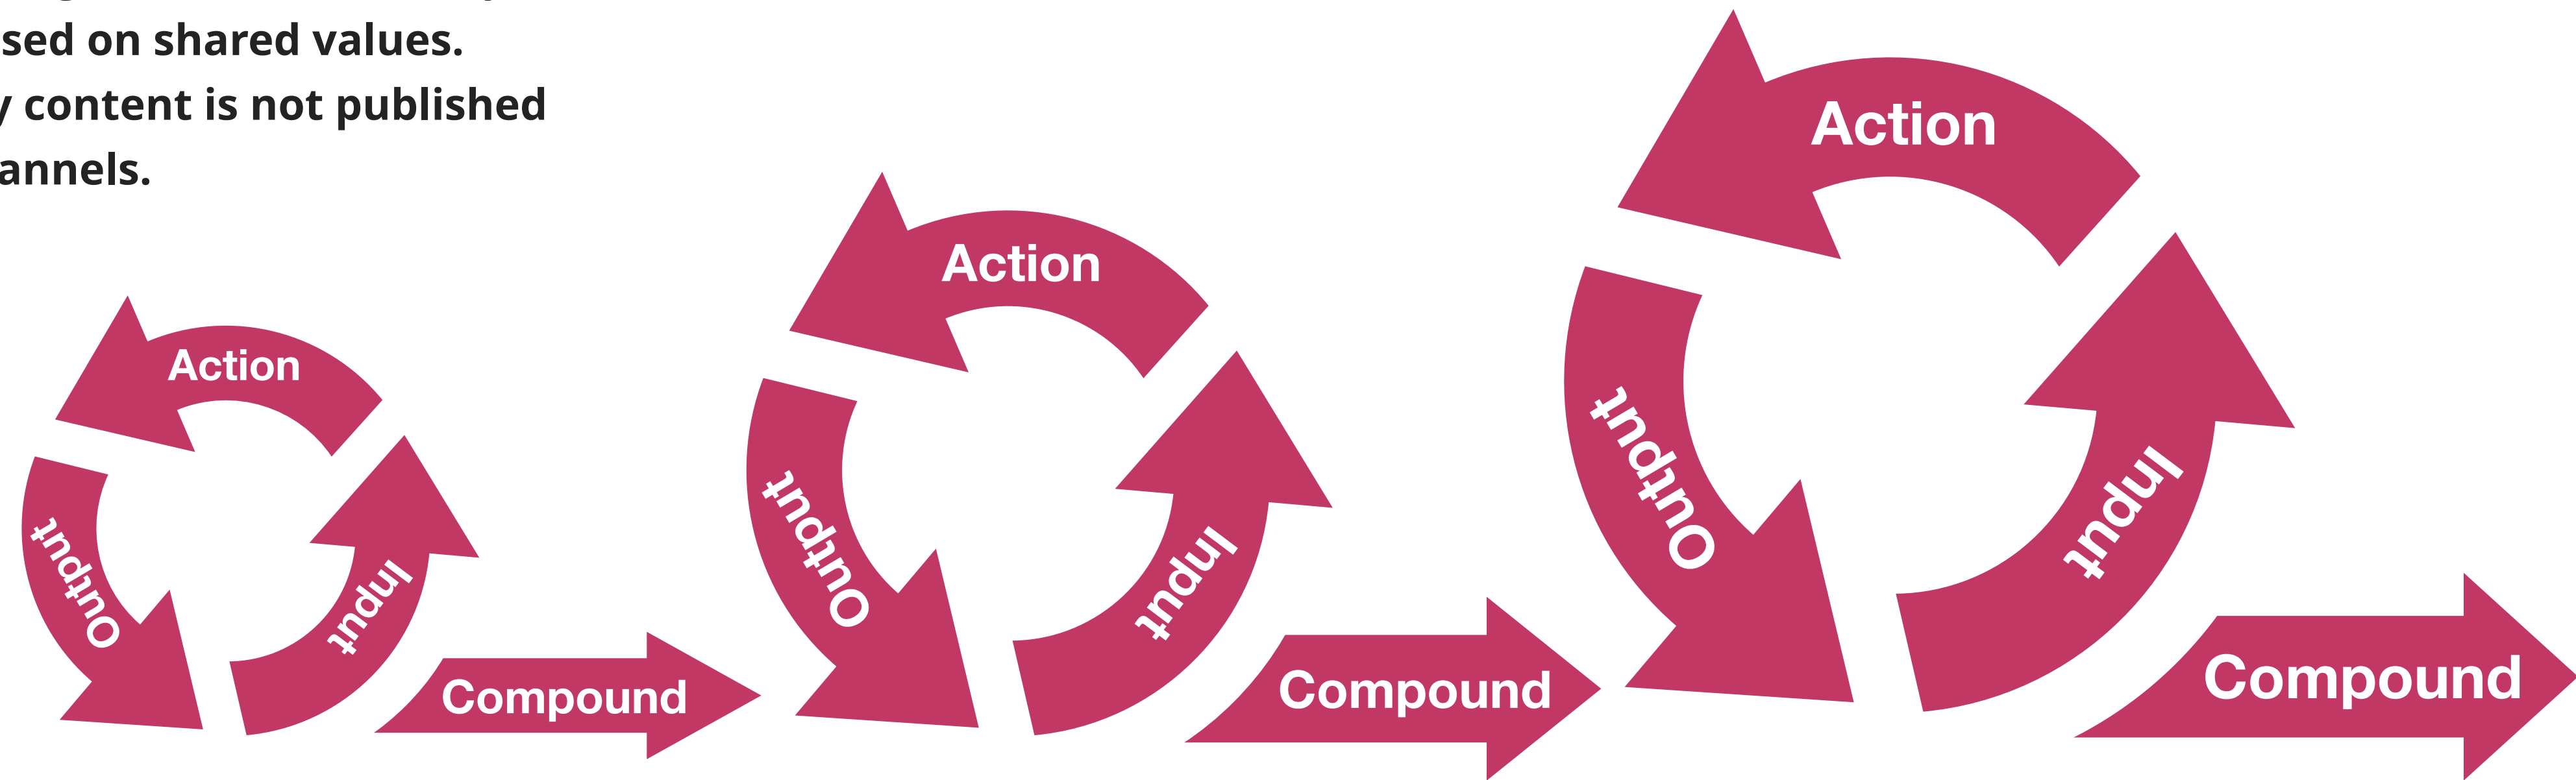 sed on shared values.
y content is not published
annels.
Action
Output
Input
Compound
Action
Output
Input
Compound
Action
Output
Input
Compound